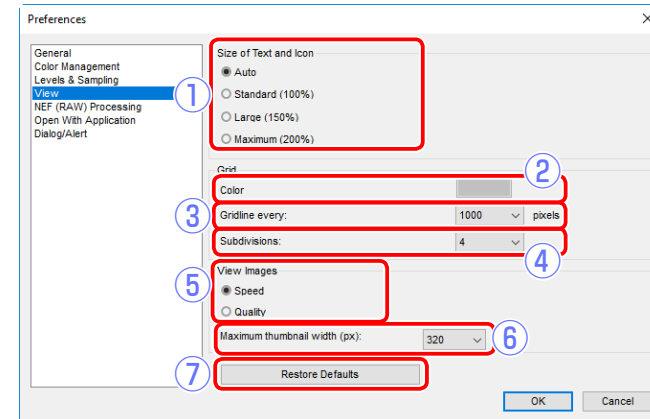 Preferences
General
Color Management
Levels & Sampling
View
NEF (RAW) Processing
Open With Application
Dialog/Alert
Size of Text and Icon
Auto
Standard (100%)
Large (150%)
Maximum (200%)
1
Grid
2
Color
3
Gridline every: 1000 pixels
Subdivisions: 4
4
View Images
5
Speed
Quality
Maximum thumbnail width (px): 320
6
7
Restore Defaults
OK Cancel